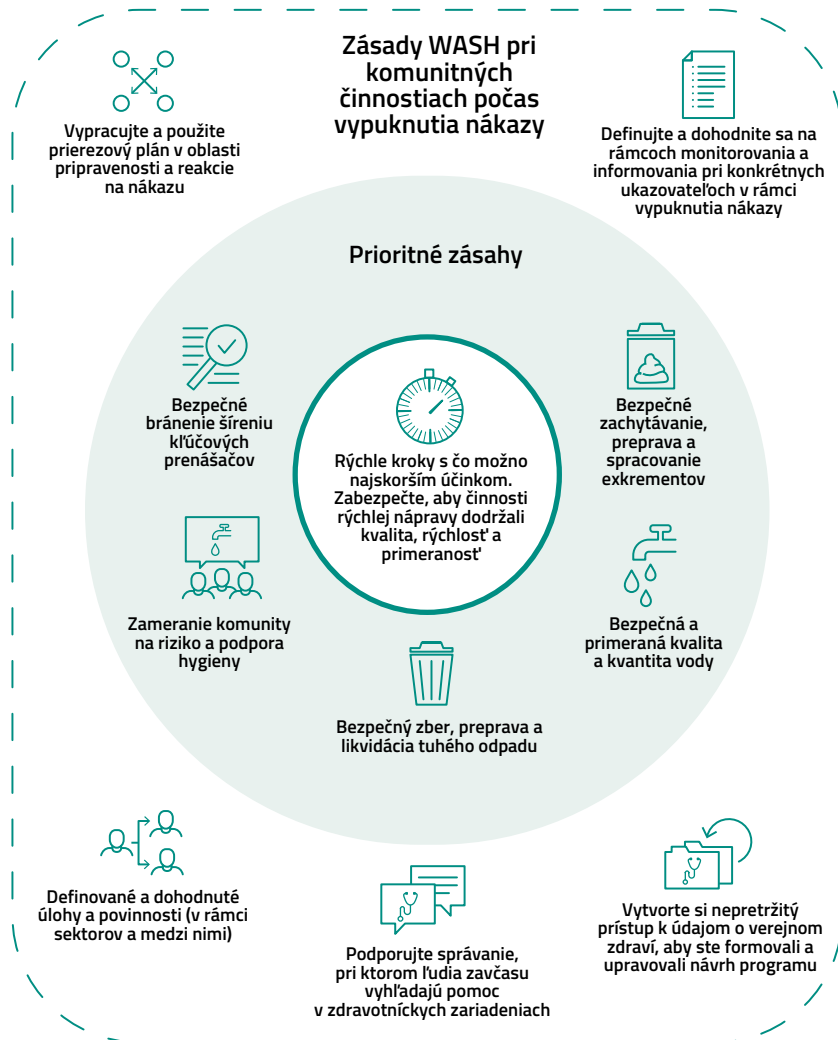 Zásady WASH pri
komunitných
činnostiach počas
vypuknutia nákazy
Vypracujte a použite
prierezový plán v oblasti
pripravenosti a reakcie
na nákazu
Definujte a dohodnite sa na
rámcoch monitorovania a
informovania pri konkrétnych
ukazovateľoch v rámci
vypuknutia nákazy
Prioritné zásahy
Bezpečné
bránenie šíreniu
kľúčových
prenášačov
Rýchle kroky s čo možno
najskorším účinkom.
Zabezpečte, aby činnosti
rýchlej nápravy dodržali
kvalita, rýchlosť a
primeranosť
Bezpečné
zachytávanie,
preprava a
spracovanie
exkrementov
Zameranie komunity
na riziko a podpora
hygieny
Bezpečná a
primeraná kvalita
a kvantita vody
Bezpečný zber, preprava a
likvidácia tuhého odpadu
Definované a dohodnuté
úlohy a povinnosti (v rámci
sektorov a medzi nimi)
Podporujte správanie,
pri ktorom ľudia zavčasu
vyhľadajú pomoc
v zdravotníckych zariadeniach
Vytvorte si nepretržitý
prístup k údajom o verejnom
zdraví, aby ste formovali a
upravovali návrh programu